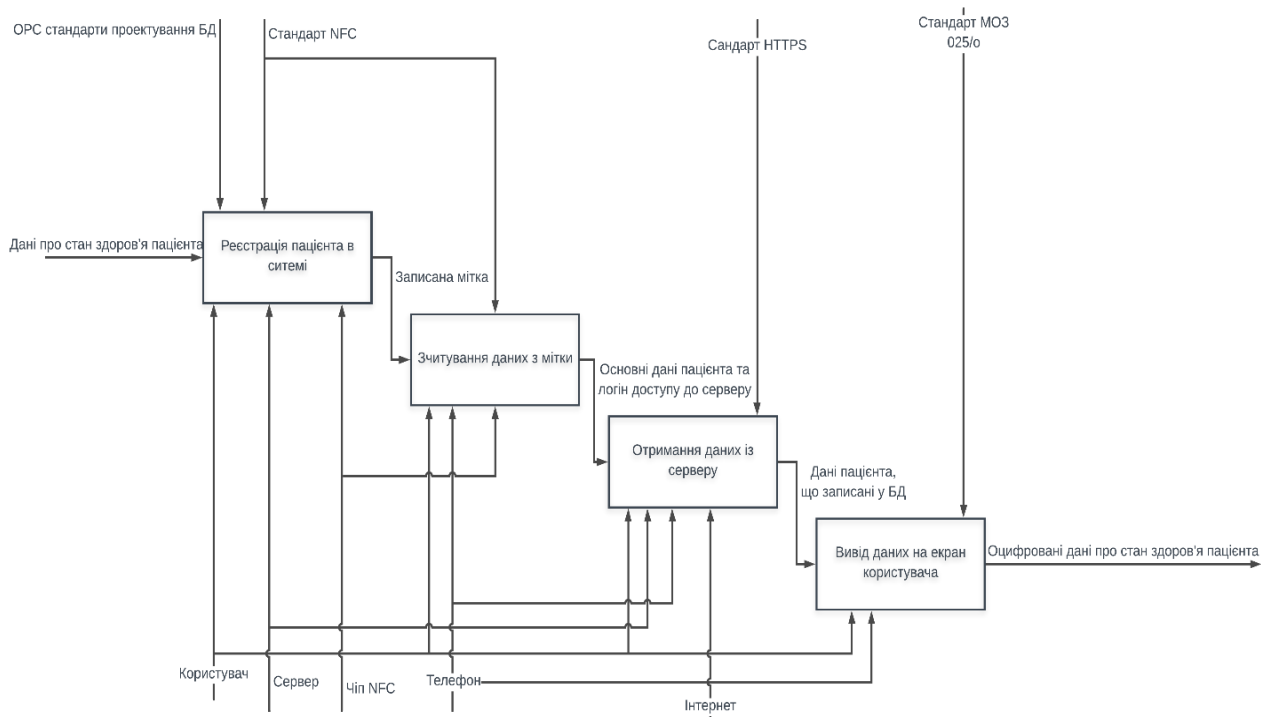 ОРС стандарти проектування БД
Стандарт NFC
Сандарт HTTPS
Стандарт МОЗ
025/о
Дані про стан здоров'я пацієнта
Реєстрація пацієнта в
ситемі
Записана мітка
Зчитування даних з мітки
Основні дані пацієнта та
логін доступу до серверу
Отримання даних із
серверу
Дані пацієнта,
що записані у БД
Вивід даних на екран
користувача
Оцифровані дані про стан здоров'я пацієнта
Користувач
Сервер
Чіп NFC
Телефон
Інтернет